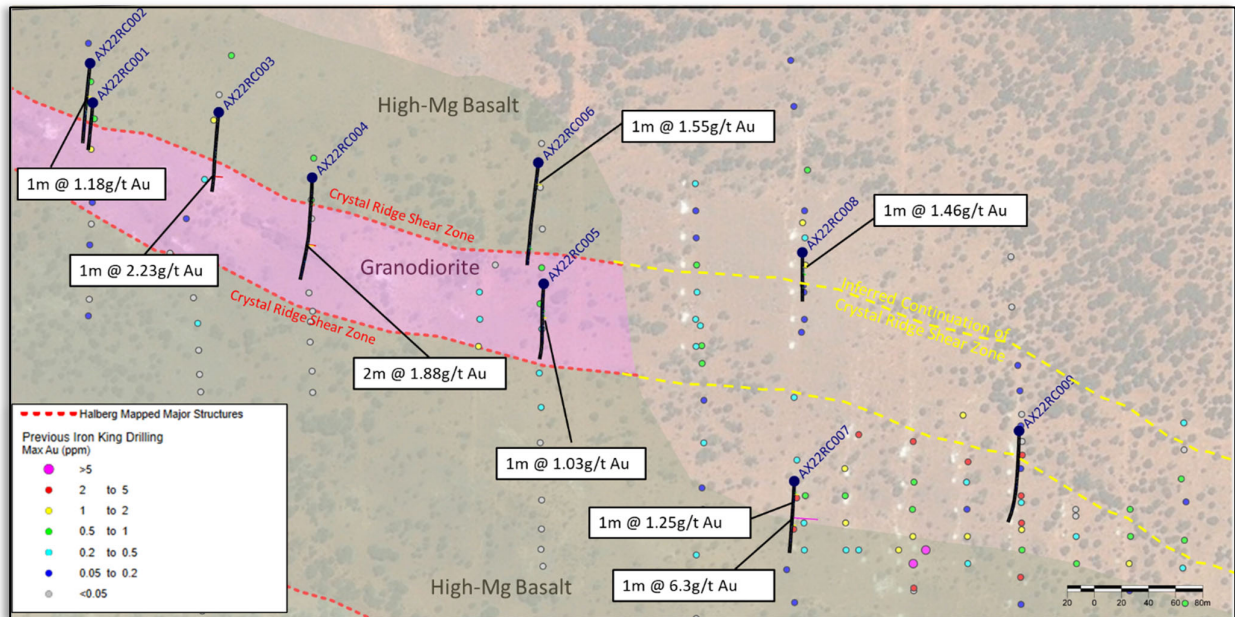 AX22RC002
AX22RC001
AX22RC003
AX22RC004
AX22RC006
AX22RC005
AX22RC008
AX22RC009
AX22RC007
High-Mg Basalt
1m @ 1.55g/t Au
1m @ 1.18g/t Au
1m @ 1.46g/t Au
Crystal Ridge Shear Zone
1m @ 2.23g/t Au
Granodiorite
Crystal Ridge Shear Zone
Inferred Continuation of
Crystal Ridge Shear Zone
2m @ 1.88g/t Au
1m @ 1.03g/t Au
1m @ 1.25g/t Au
1m @ 6.3g/t Au
High-Mg Basalt
Halberg Mapped Major Structures
Previous Iron King Drilling
Max Au (ppm)
>5
2 to 5
1 to 2
0.5 to 1
0.2 to 0.5
0.05 to 0.2
<0.05
20 0 20 40 60 80m